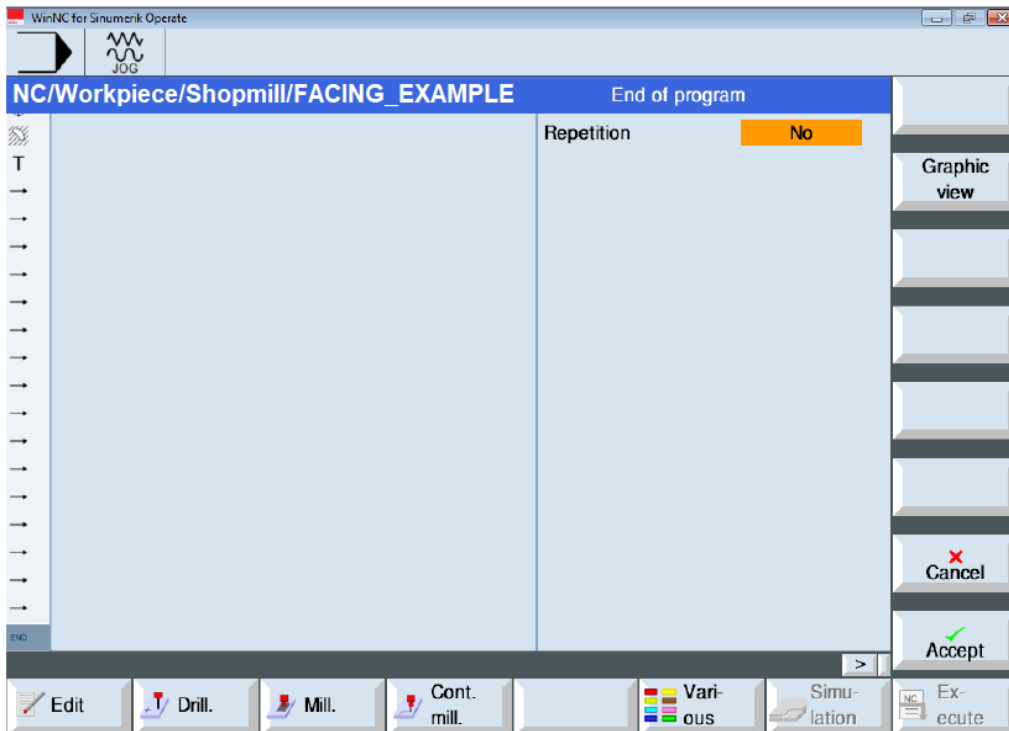 WinNC for Sinumerik Operate
JOG
NC/Workpiece/Shopmill/FACING_EXAMPLE
End of program
Repetition
No
T
END
Graphic
view
Cancel
Accept
>
Edit
Drill.
Mill.
Cont.
mill.
Vari-
ous
Simu-
lation
NC
Ex-
ecute